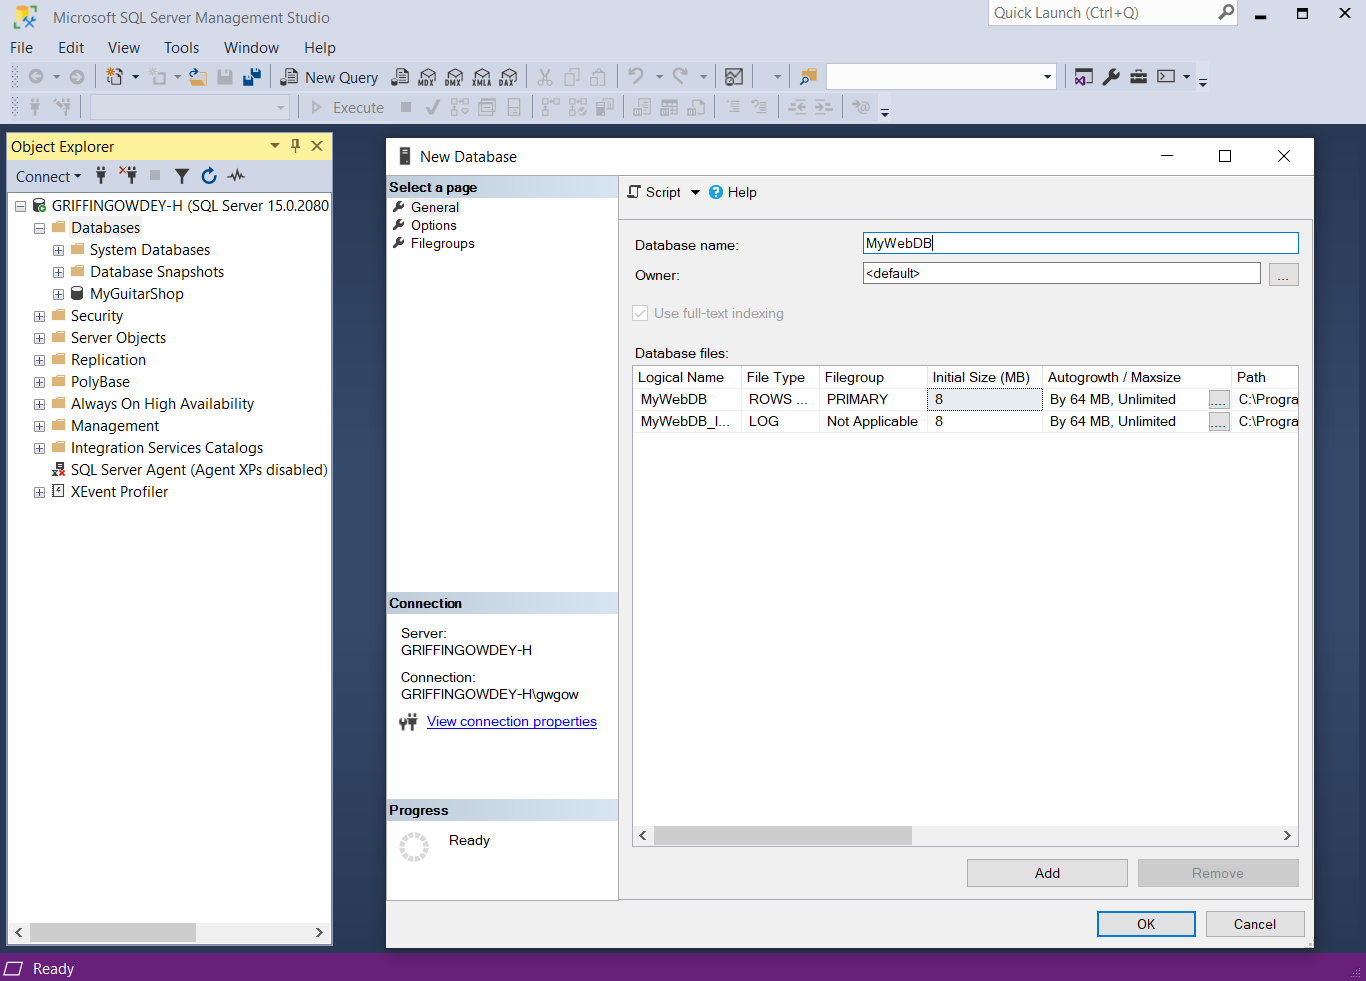 Microsoft SQL Server Management Studio
Quick Launch (Ctrl+Q)
File Edit View Tools Window Help
New Query MDX DMX XMLA DAX
Execute
Object Explorer
Connect
GRIFFINGOWDEY-H (SQL Server 15.0.2080
Databases
System Databases
Database Snapshots
MyGuitarShop
Security
Server Objects
Replication
PolyBase
Always On High Availability
Management
Integration Services Catalogs
SQL Server Agent (Agent XPs disabled)
XEvent Profiler
New Database
Select a page
General
Options
Filegroups
Connection
Server:
GRIFFINGOWDEY-H
Connection:
GRIFFINGOWDEY-H\gwgow
View connection properties
Progress
Ready
Script Help
Database name: MyWebDB
Owner: <default> ...
Use full-text indexing
Database files:
Logical Name File Type Filegroup Initial Size (MB) Autogrowth / Maxsize Path
MyWebDB ROWS ... PRIMARY 8 By 64 MB, Unlimited .... C:\Progra
MyWebDB_l... LOG Not Applicable 8 By 64 MB, Unlimited .... C:\Progra
Add Remove
OK Cancel
Ready